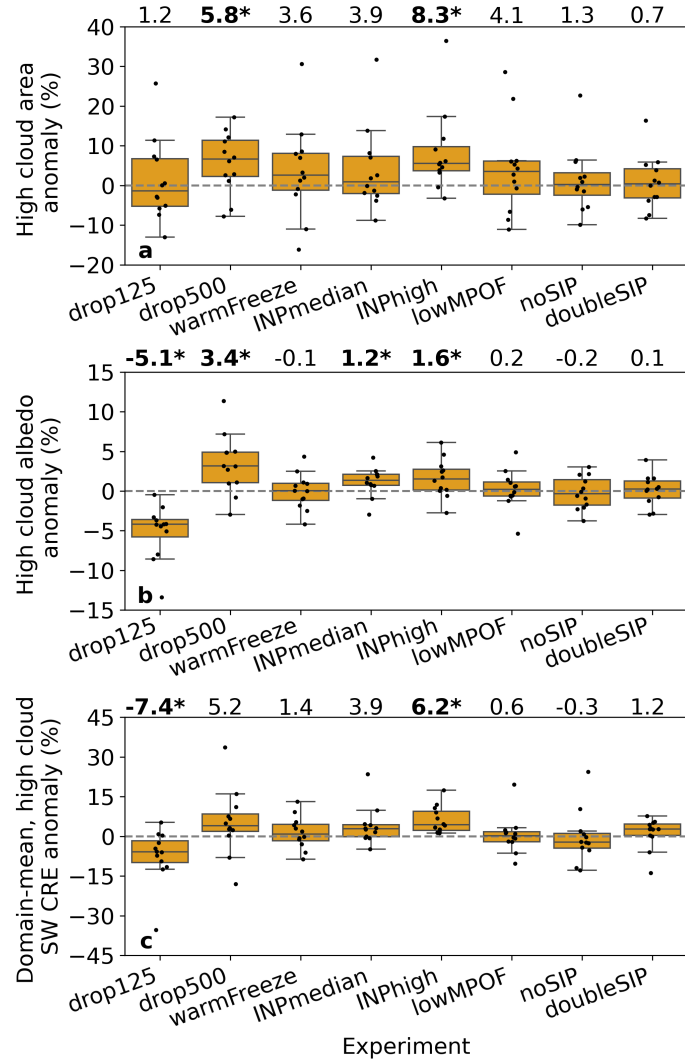 1.2 5.8* 3.6 3.9 8.3* 4.1 1.3 0.7
High cloud area
anomaly (%)
40
30
20
10
0
−10
−20
a
drop125 drop500 warmFreeze INPmedian INPhigh lowMPOF noSIP doubleSIP
-5.1* 3.4* -0.1 1.2* 1.6* 0.2 -0.2 0.1
High cloud albedo
anomaly (%)
15
10
5
0
−5
−10
−15
b
drop125 drop500 warmFreeze INPmedian INPhigh lowMPOF noSIP doubleSIP
-7.4* 5.2 1.4 3.9 6.2* 0.6 -0.3 1.2
Domain-mean, high cloud
SW CRE anomaly (%)
45
30
15
0
−15
−30
−45
c
drop125 drop500 warmFreeze INPmedian INPhigh lowMPOF noSIP doubleSIP
Experiment